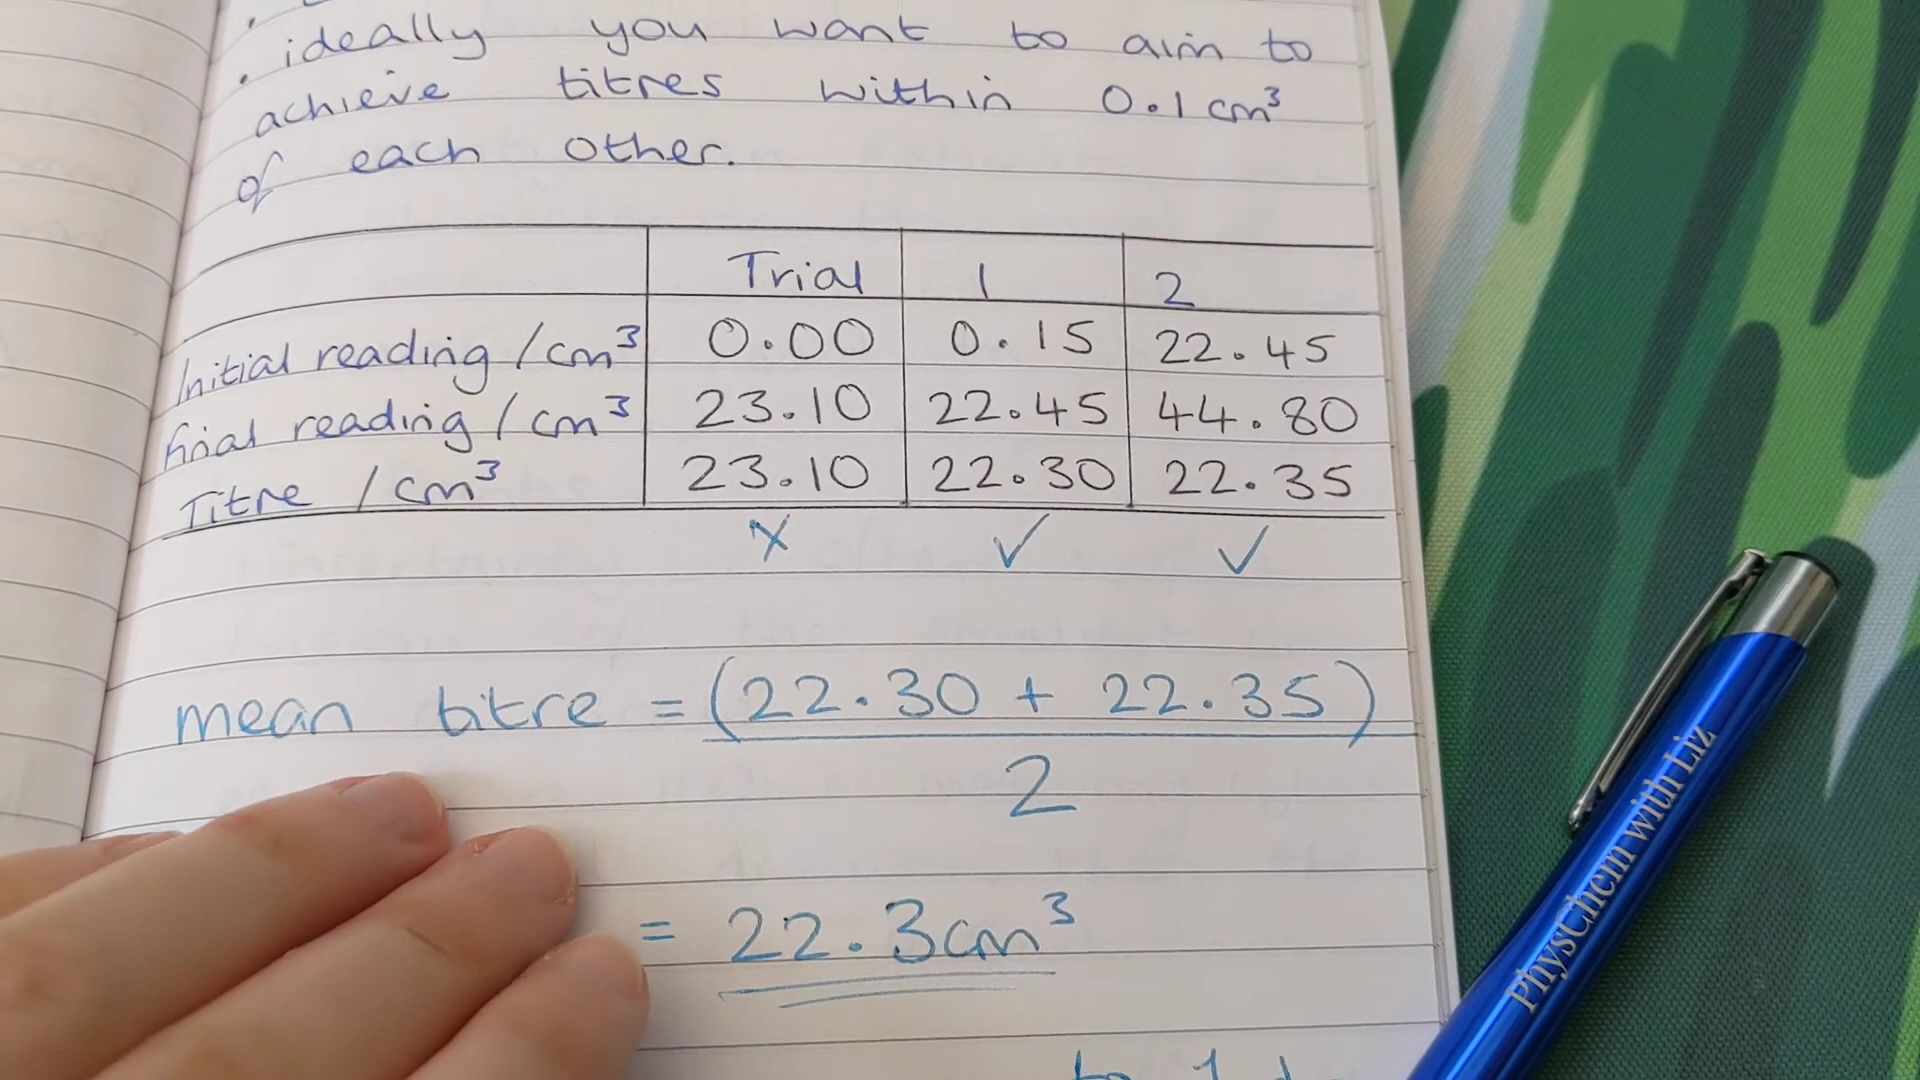 . ideally you want to aim to
achieve titres within 0.1 cm³
of each other.
Trial 1 2
Initial reading / cm³ 0.00 0.15 22.45
final reading / cm³ 23.10 22.45 44.80
Titre / cm³ 23.10 22.30 22.35
x ✓ ✓
mean titre = (22.30 + 22.35)
2
= 22.3cm³
to 1
PhysChem with Liz